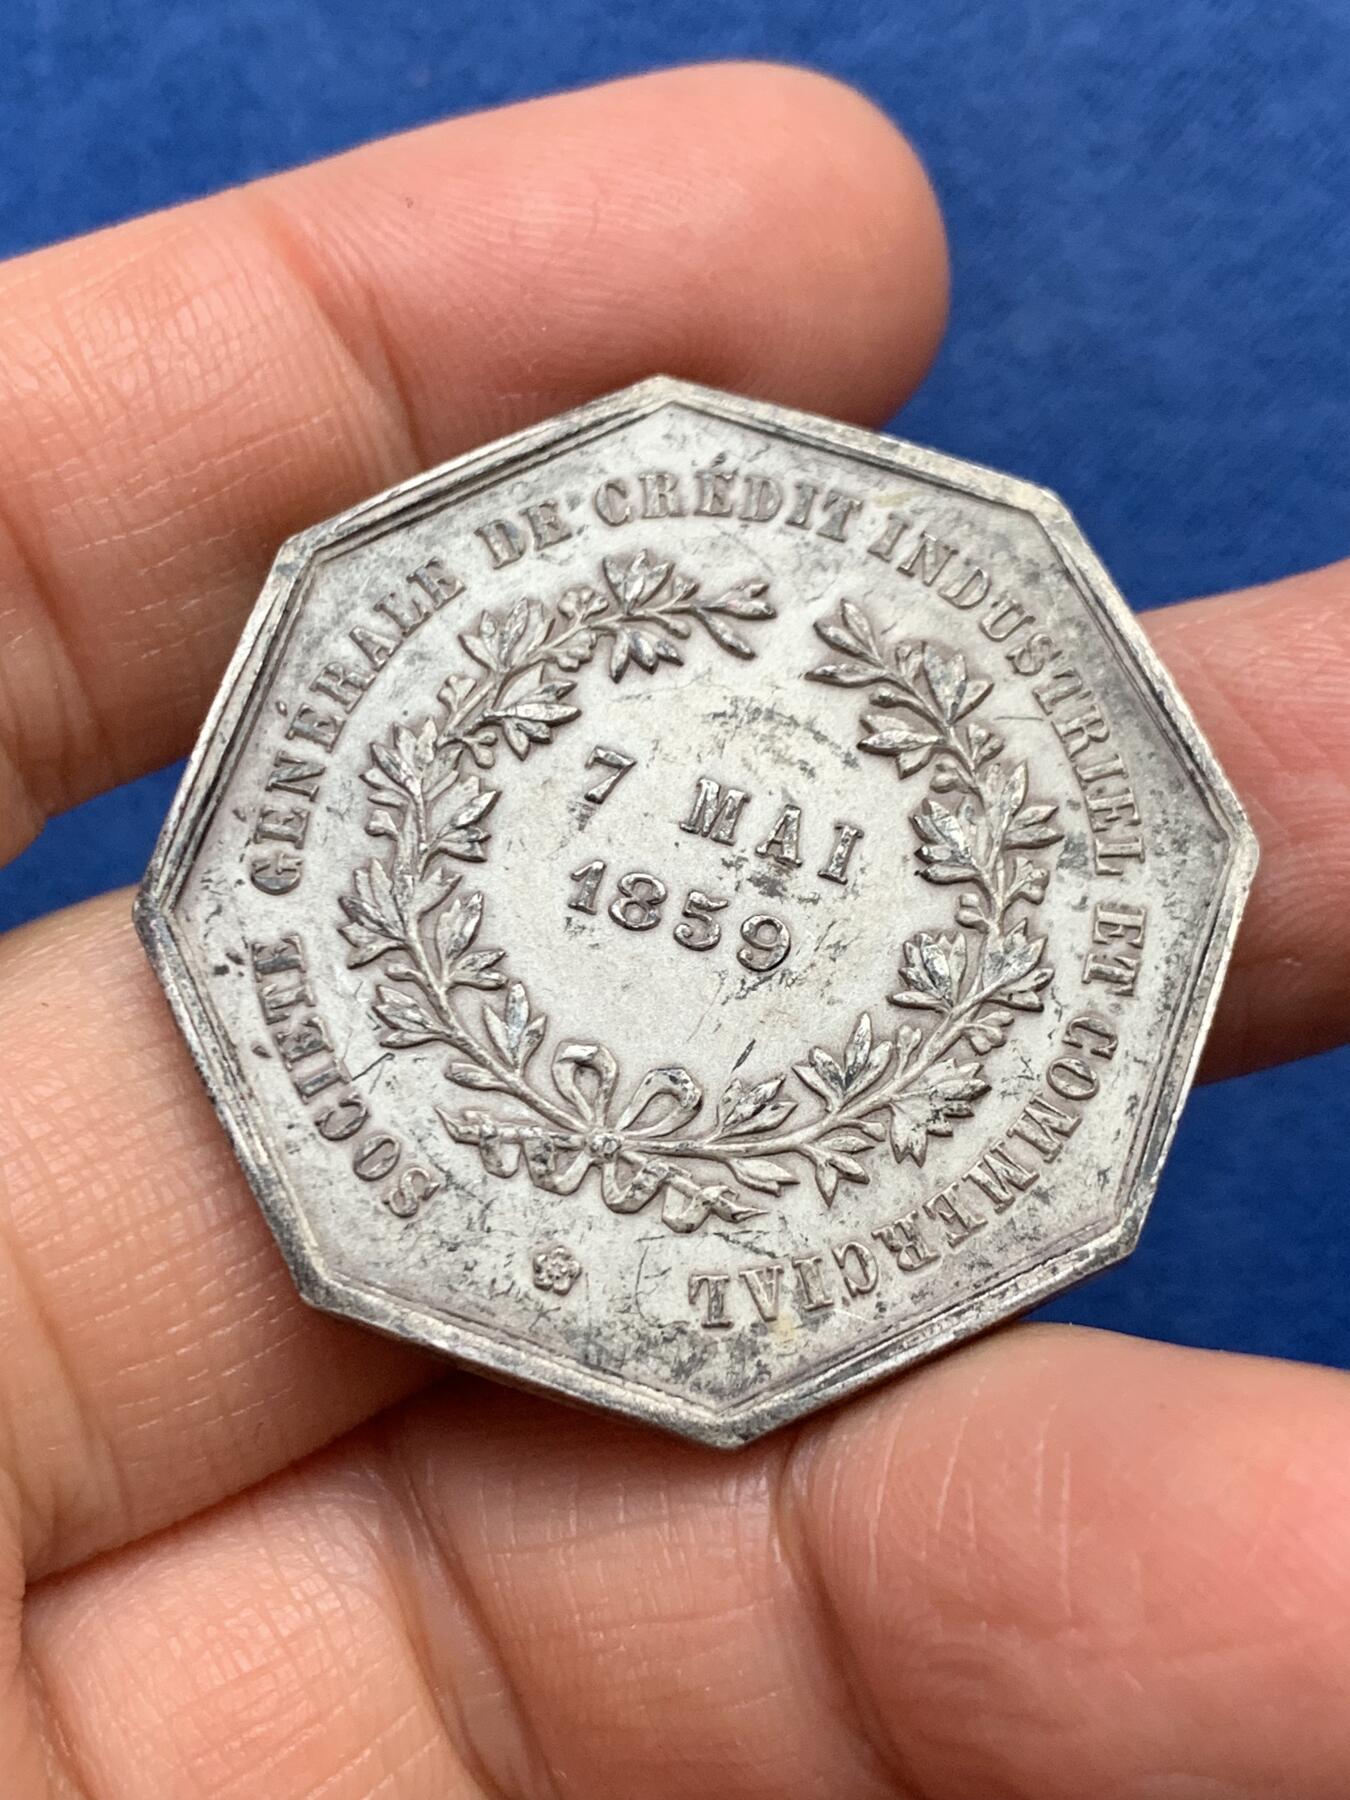 SOCIÉTÉ GÉNÉRALE DE CRÉDIT INDUSTRIEL ET COMMERCIAL
7 MAI
1859